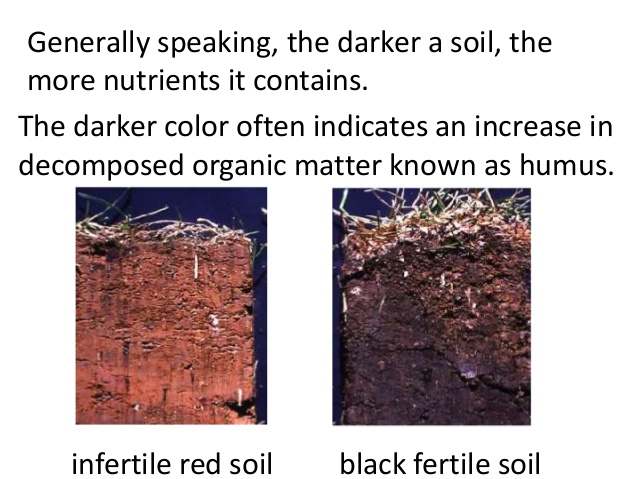 Generally speaking, the darker a soil, the
more nutrients it contains.
The darker color often indicates an increase in
decomposed organic matter known as humus.
infertile red soil
black fertile soil